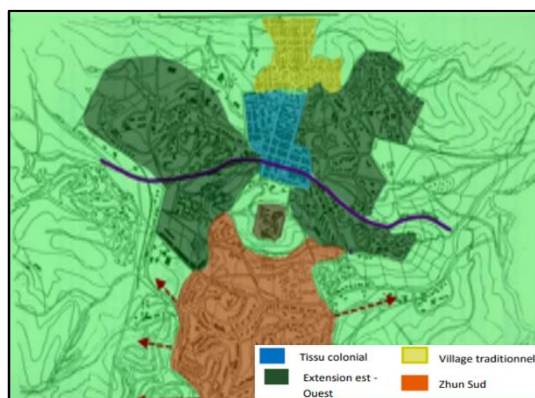 Tissu colonial
Village traditionnel
Extension est -
Ouest
Zhun Sud